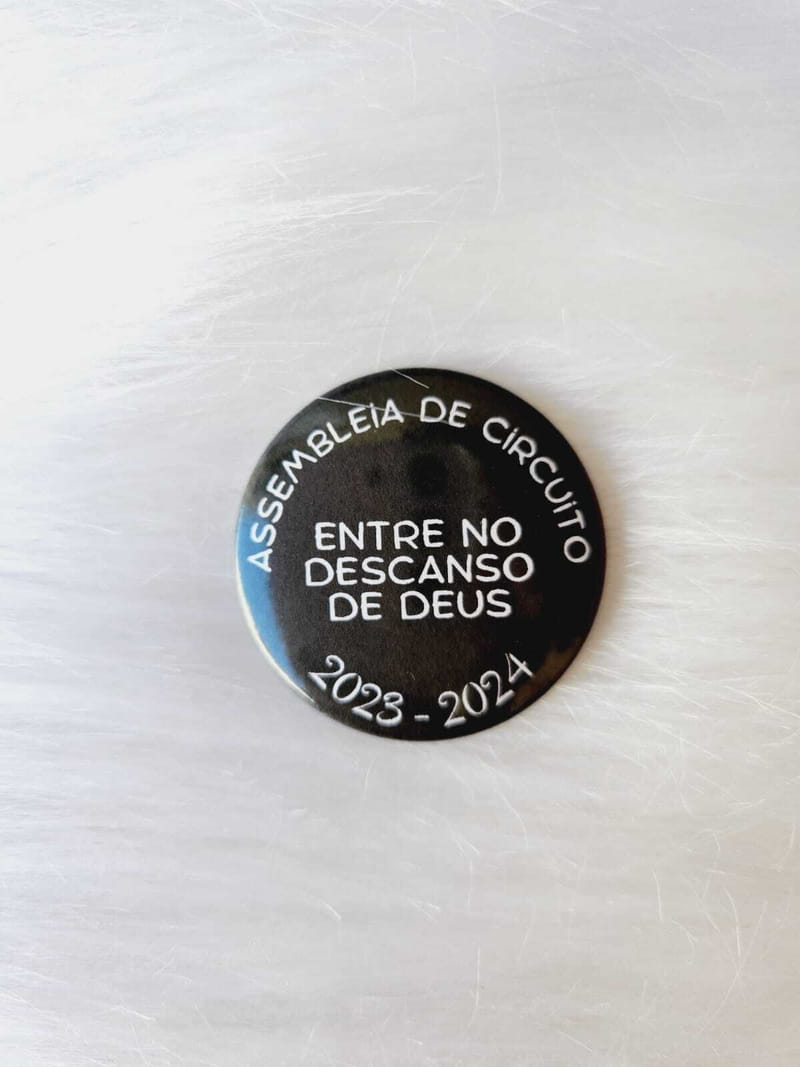 ASSEMBLEIA DE CIRCUITO
ENTRE NO
DESCANSO
DE DEUS
2023 - 2024